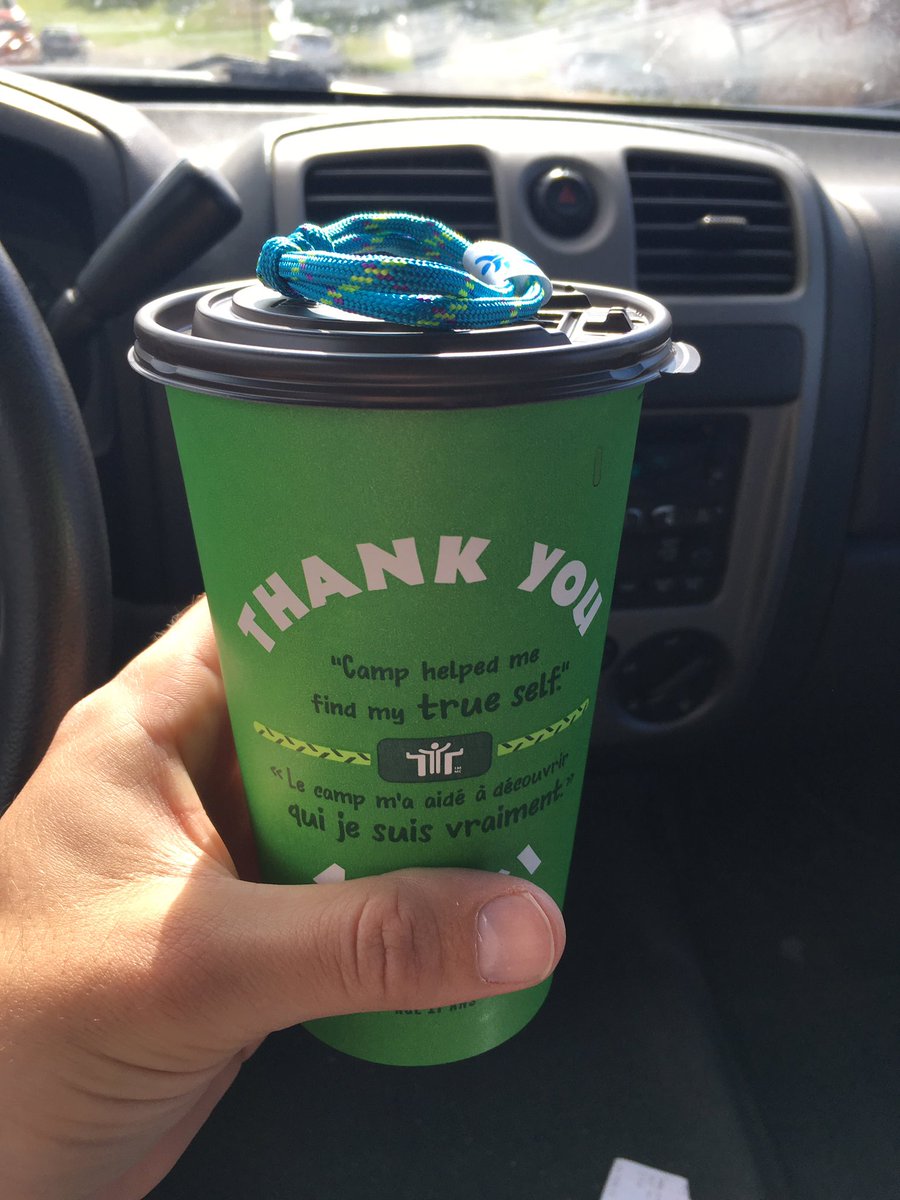 THANK YOU
"Camp helped me
find my true self."
« Le camp m'a aidé à découvrir
qui je suis vraiment. »